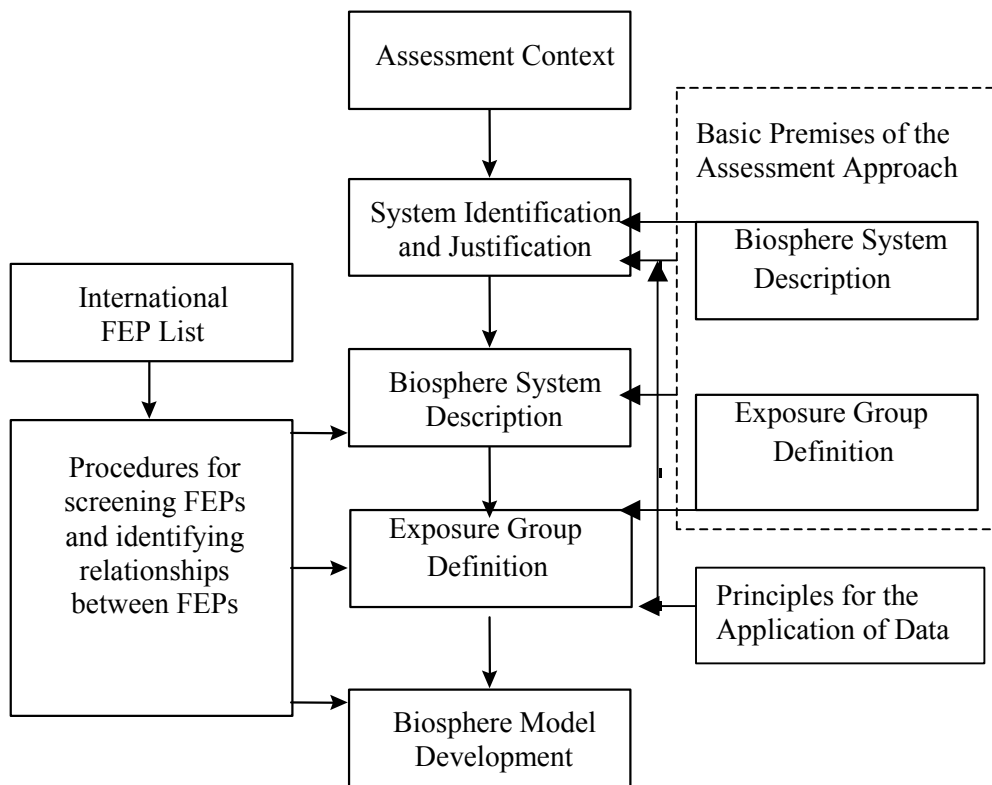 Assessment Context
Basic Premises of the
Assessment Approach
System Identification
and Justification
Biosphere System
Description
International
FEP List
Biosphere System
Description
Exposure Group
Definition
Procedures for
screening FEPs
and identifying
relationships
between FEPs
Exposure Group
Definition
Principles for the
Application of Data
Biosphere Model
Development